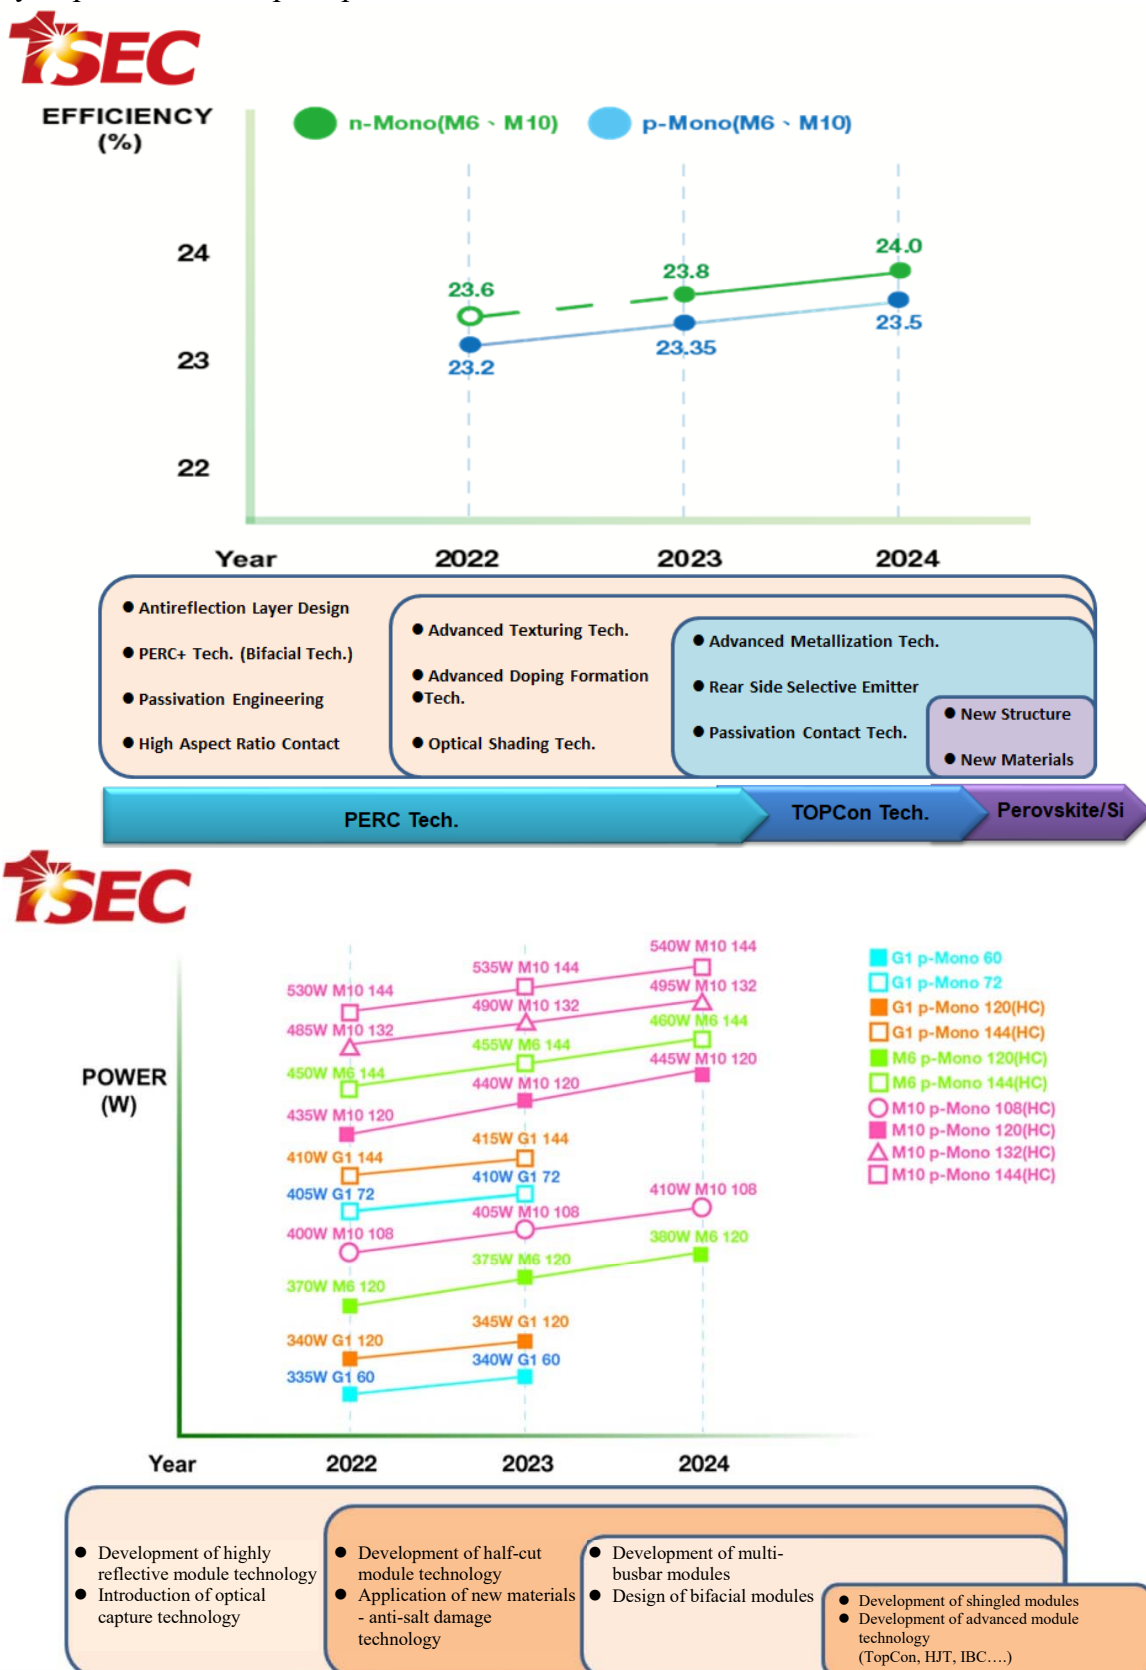 TSEC
EFFICIENCY
(%)
n-Mono(M6、M10)
p-Mono(M6、M10)
24
23
22
23.6
23.8
24.0
23.2
23.35
23.5
Year
2022
2023
2024
● Antireflection Layer Design
● PERC+ Tech. (Bifacial Tech.)
● Passivation Engineering
● High Aspect Ratio Contact
● Advanced Texturing Tech.
● Advanced Doping Formation
●Tech.
● Optical Shading Tech.
● Advanced Metallization Tech.
● Rear Side Selective Emitter
● Passivation Contact Tech.
● New Structure
● New Materials
PERC Tech.
TOPCon Tech.
Perovskite/Si
TSEC
POWER
(W)
530W M10 144
535W M10 144
540W M10 144
485W M10 132
490W M10 132
495W M10 132
450W M6 144
455W M6 144
460W M6 144
435W M10 120
440W M10 120
445W M10 120
410W G1 144
415W G1 144
405W G1 72
410W G1 72
400W M10 108
405W M10 108
410W M10 108
370W M6 120
375W M6 120
380W M6 120
340W G1 120
345W G1 120
335W G1 60
340W G1 60
G1 p-Mono 60
G1 p-Mono 72
G1 p-Mono 120(HC)
G1 p-Mono 144(HC)
M6 p-Mono 120(HC)
M6 p-Mono 144(HC)
M10 p-Mono 108(HC)
M10 p-Mono 120(HC)
M10 p-Mono 132(HC)
M10 p-Mono 144(HC)
Year
2022
2023
2024
● Development of highly
reflective module technology
● Introduction of optical
capture technology
● Development of half-cut
module technology
● Application of new materials
- anti-salt damage
technology
● Development of multi-
busbar modules
● Design of bifacial modules
● Development of shingled modules
● Development of advanced module
technology
(TopCon, HJT, IBC….)